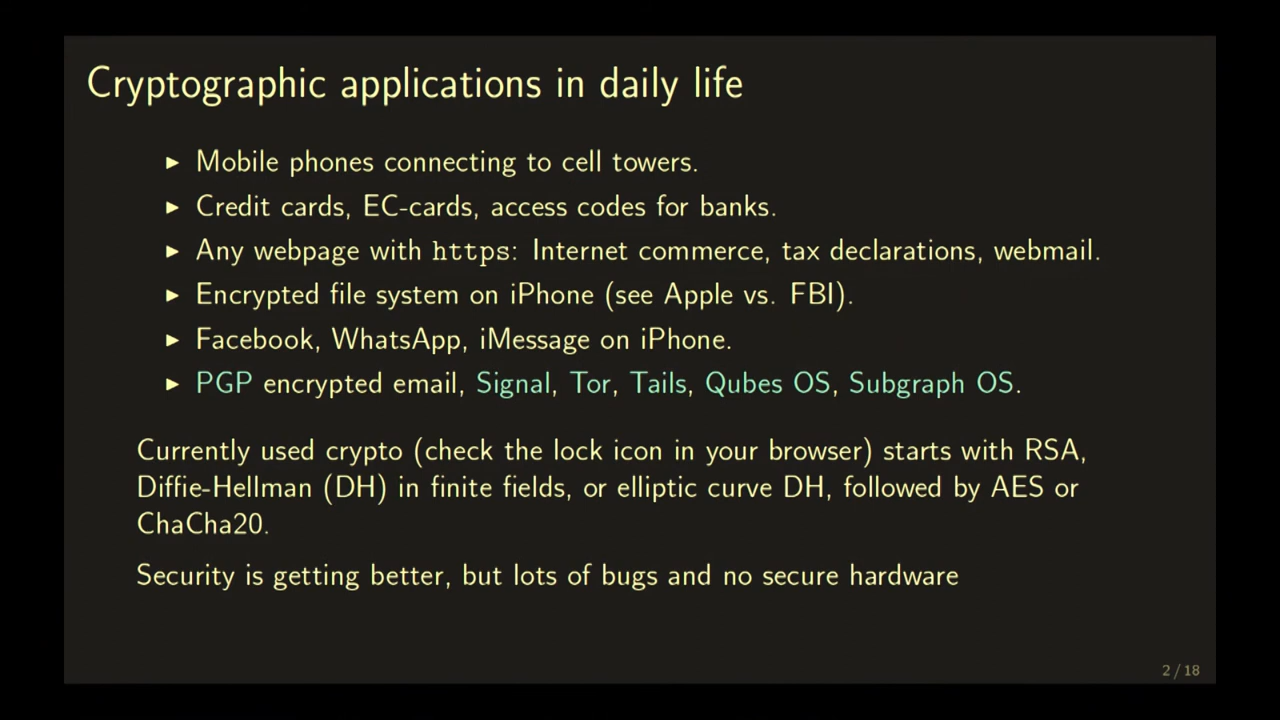 Cryptographic applications in daily life
▶ Mobile phones connecting to cell towers.
▶ Credit cards, EC-cards, access codes for banks.
▶ Any webpage with https: Internet commerce, tax declarations, webmail.
▶ Encrypted file system on iPhone (see Apple vs. FBI).
▶ Facebook, WhatsApp, iMessage on iPhone.
▶ PGP encrypted email, Signal, Tor, Tails, Qubes OS, Subgraph OS.
Currently used crypto (check the lock icon in your browser) starts with RSA,
Diffie-Hellman (DH) in finite fields, or elliptic curve DH, followed by AES or
ChaCha20.
Security is getting better, but lots of bugs and no secure hardware
2 / 18